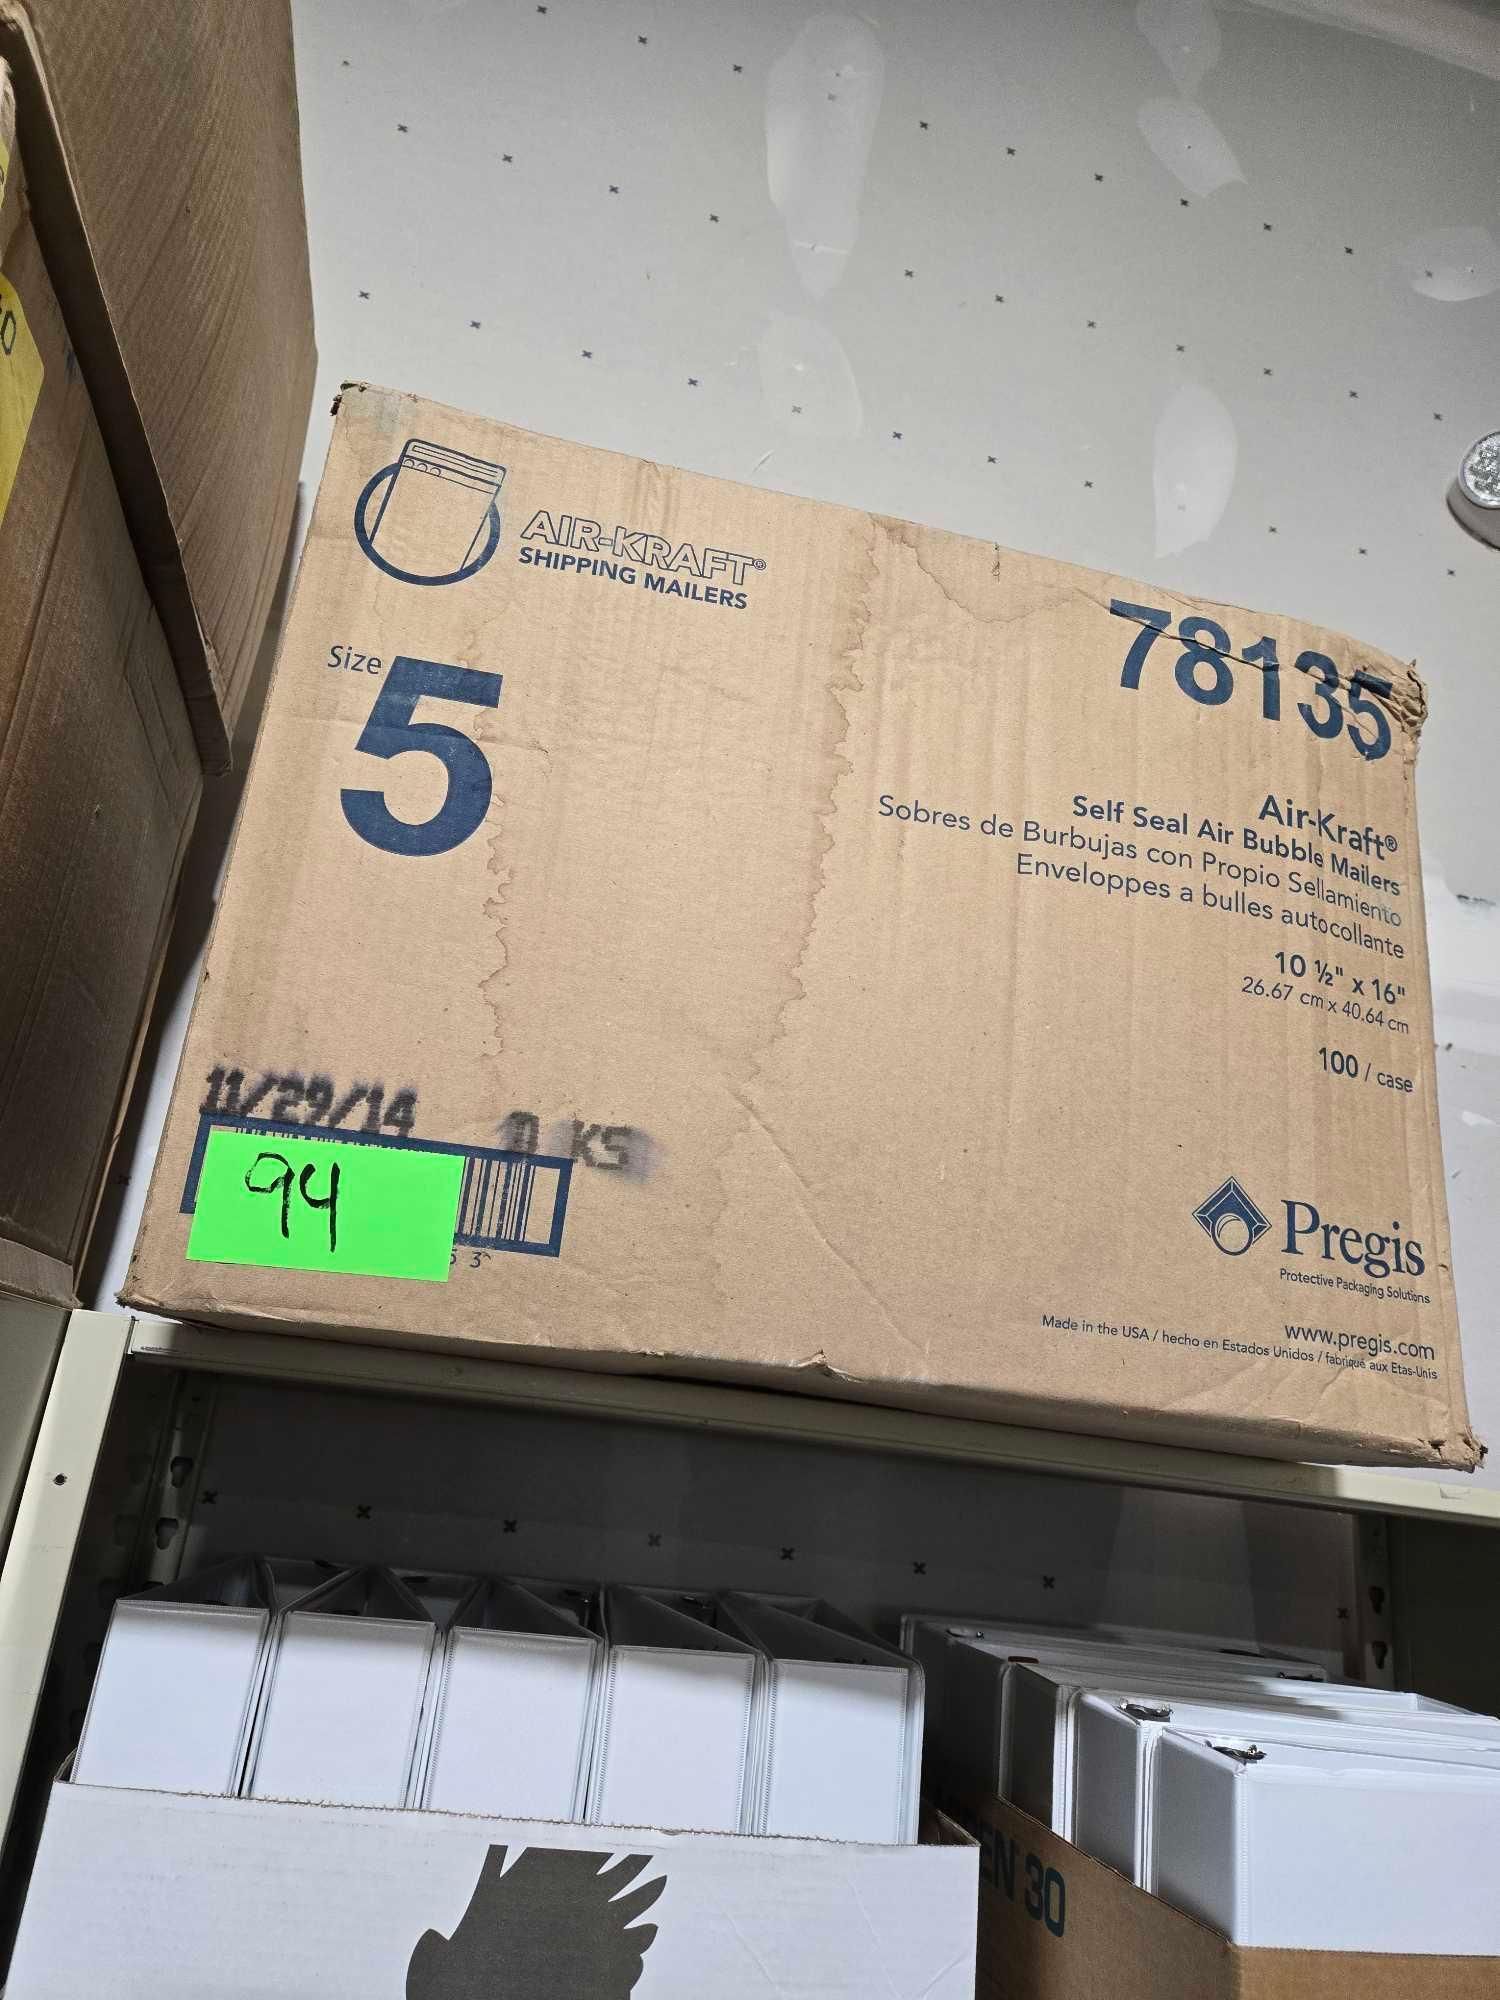 AIR-KRAFT®
SHIPPING MAILERS
Size 5
78135
Air-Kraft®
Self Seal Air Bubble Mailers
Sobres de Burbujas con Propio Sellamiento
Enveloppes a bulles autocollante
10 ½" x 16"
26.67 cm x 40.64 cm
100 / case
11/29/14 KS
94
3
Pregis
Protective Packaging Solutions
www.pregis.com
Made in the USA / hecho en Estados Unidos / fabriqué aux Etas-Unis
EN 30